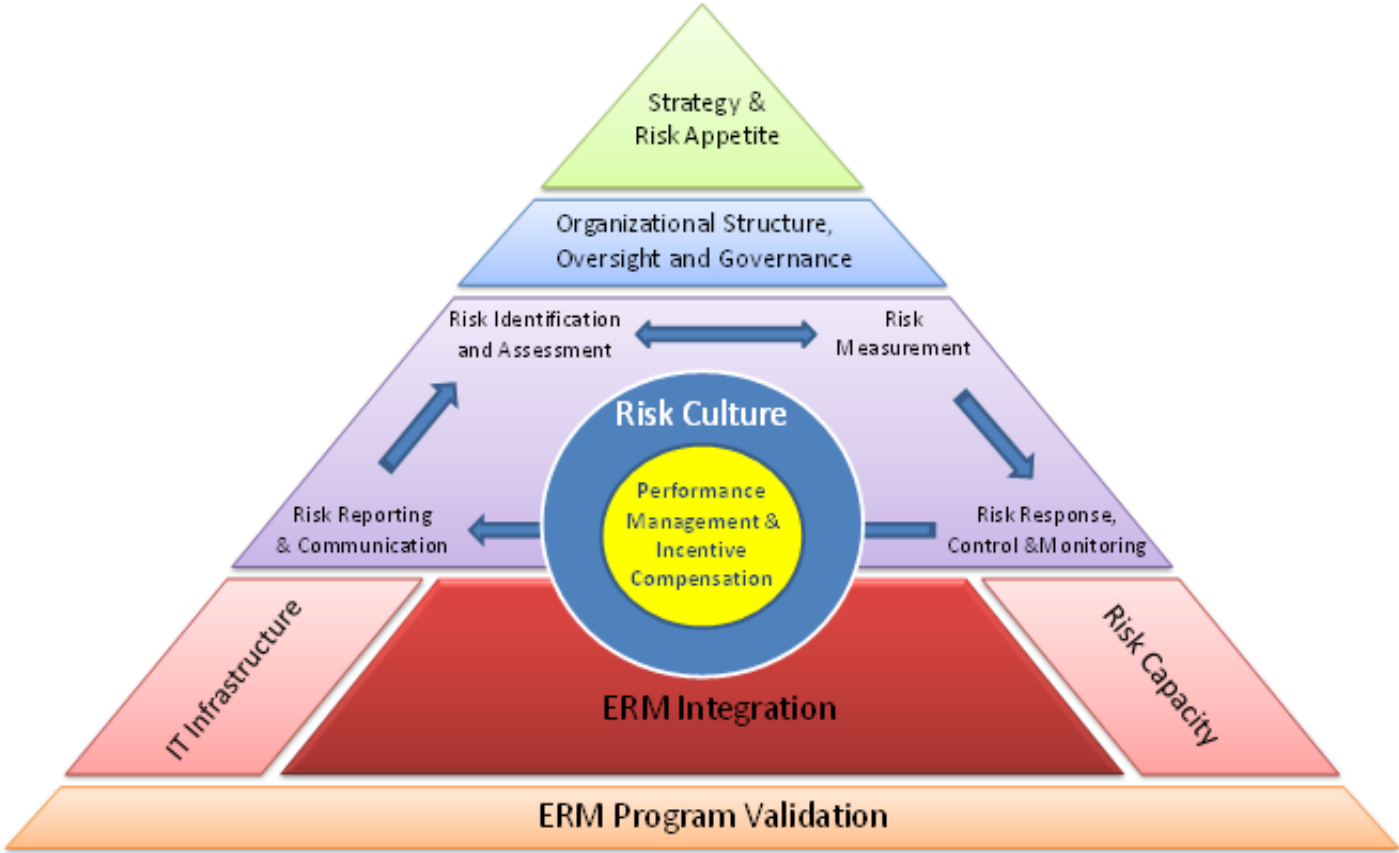 Strategy &
Risk Appetite
Organizational Structure,
Oversight and Governance
Risk Identification
and Assessment
Risk
Measurement
Risk Culture
Performance
Management &
Incentive
Compensation
Risk Reporting
& Communication
Risk Response,
Control &Monitoring
IT Infrastructure
ERM Integration
Risk Capacity
ERM Program Validation